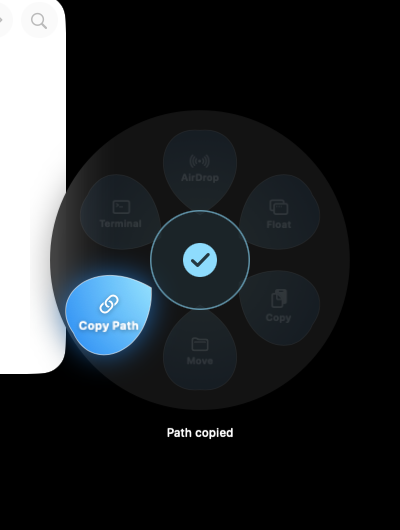 AirDrop
Terminal
Float
Copy Path
Copy
Move
Path copied